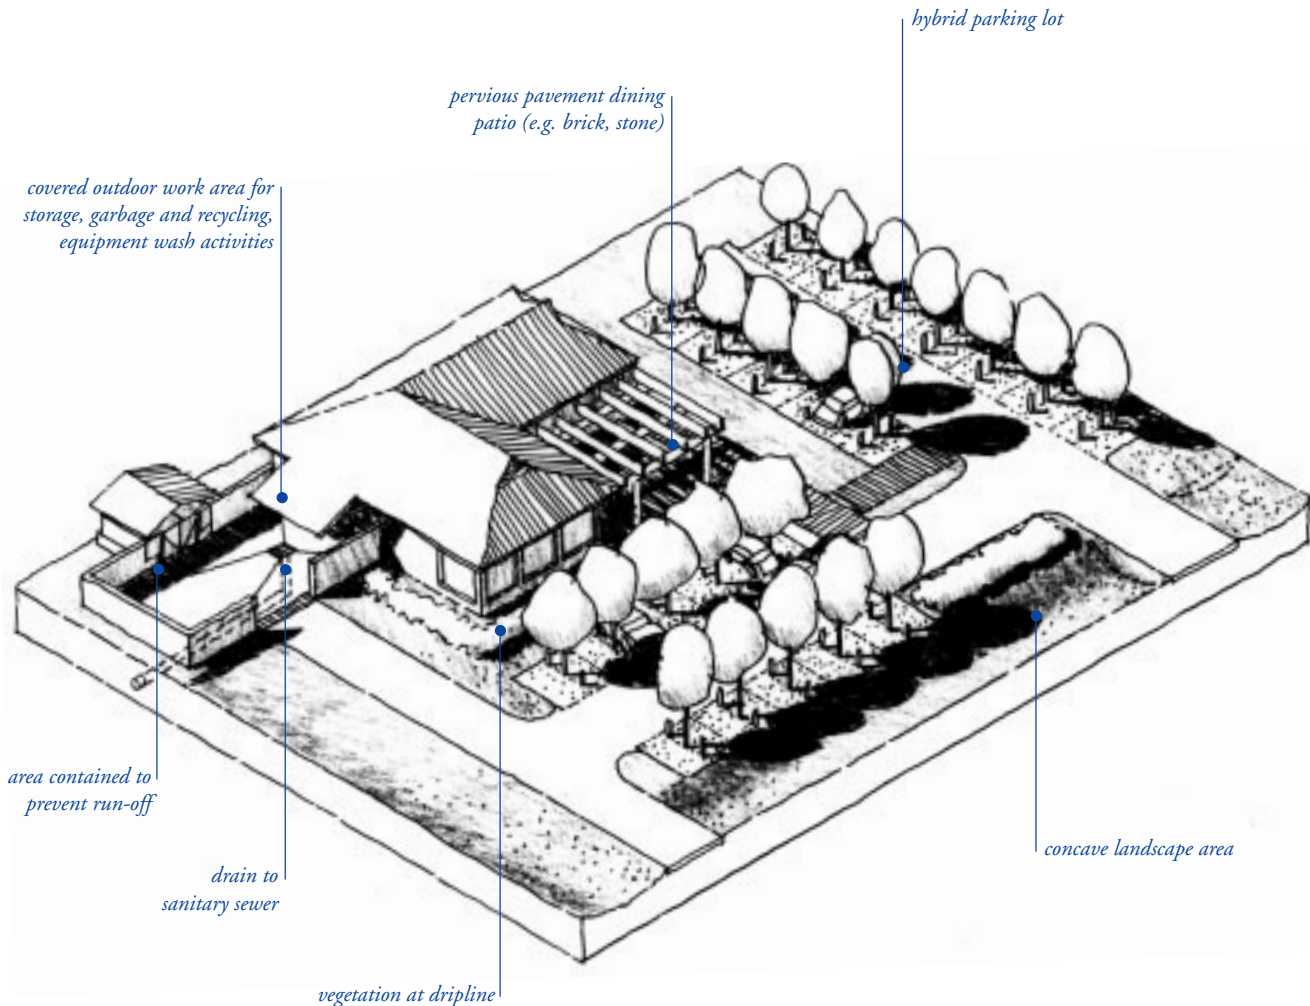 hybrid parking lot
pervious pavement dining
patio (e.g. brick, stone)
covered outdoor work area for
storage, garbage and recycling,
equipment wash activities
area contained to
prevent run-off
concave landscape area
drain to
sanitary sewer
vegetation at dripline